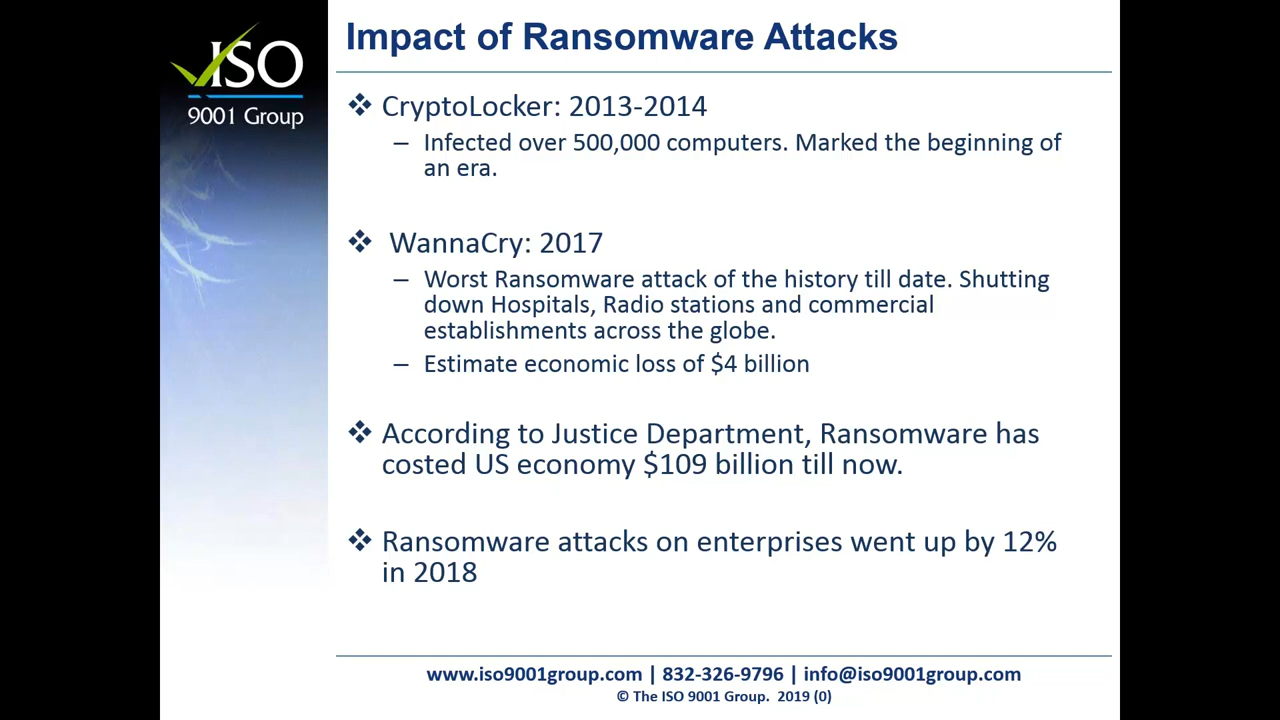 ISO
9001 Group
Impact of Ransomware Attacks
❖ CryptoLocker: 2013-2014
– Infected over 500,000 computers. Marked the beginning of
an era.
❖ WannaCry: 2017
– Worst Ransomware attack of the history till date. Shutting
down Hospitals, Radio stations and commercial
establishments across the globe.
– Estimate economic loss of $4 billion
❖ According to Justice Department, Ransomware has
costed US economy $109 billion till now.
❖ Ransomware attacks on enterprises went up by 12%
in 2018
www.iso9001group.com | 832-326-9796 | info@iso9001group.com
© The ISO 9001 Group. 2019 (0)